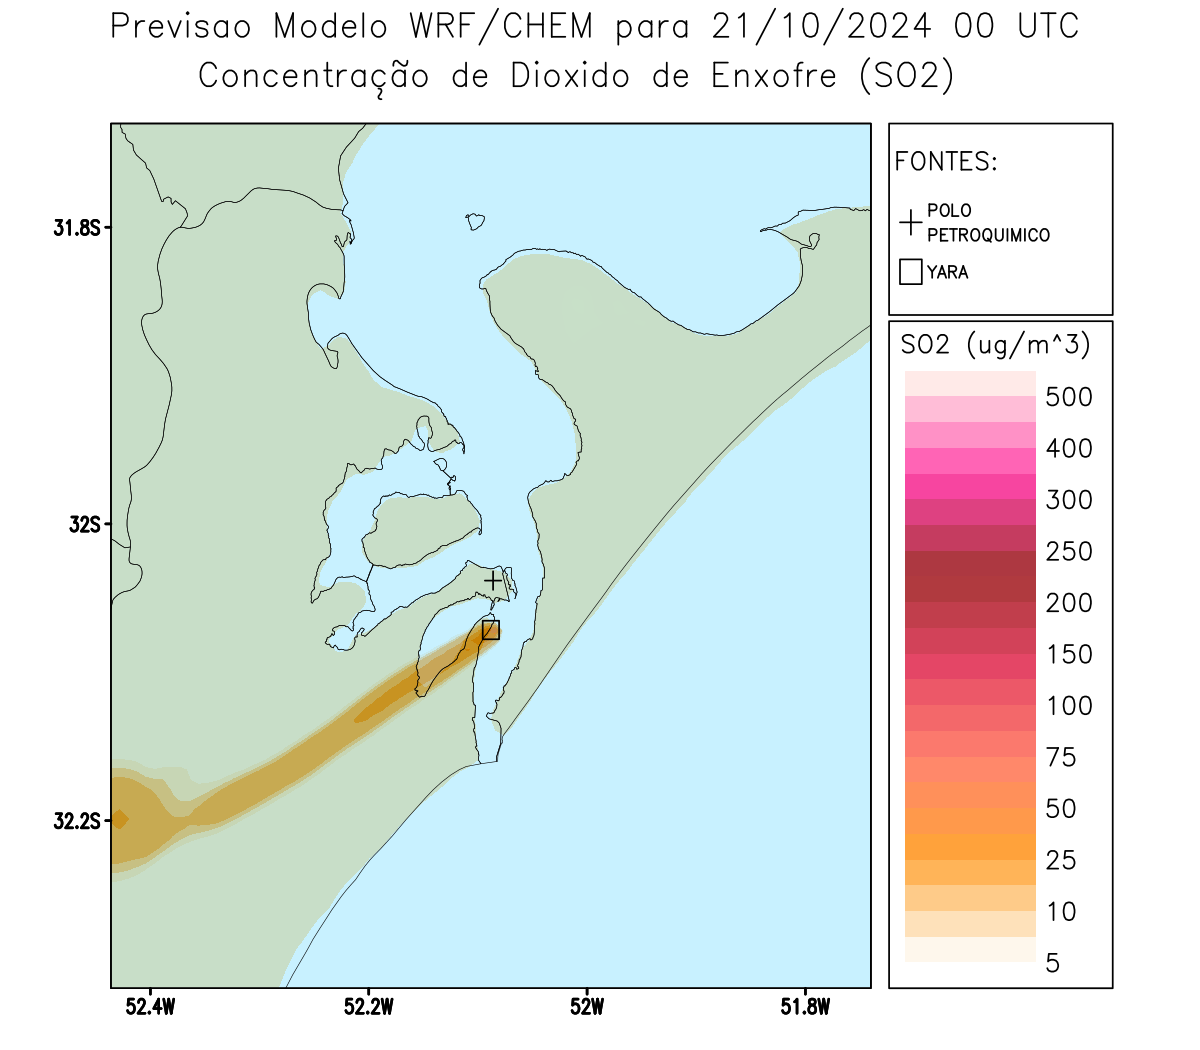 Previsao Modelo WRF/CHEM para 21/10/2024 00 UTC
Concentração de Dioxido de Enxofre (SO2)
FONTES:
POLO
PETROQUIMICO
YARA
SO2 (ug/m^3)
500
400
300
250
200
150
100
75
50
25
10
5
31.8S
32S
32.2S
52.4W
52.2W
52W
51.8W